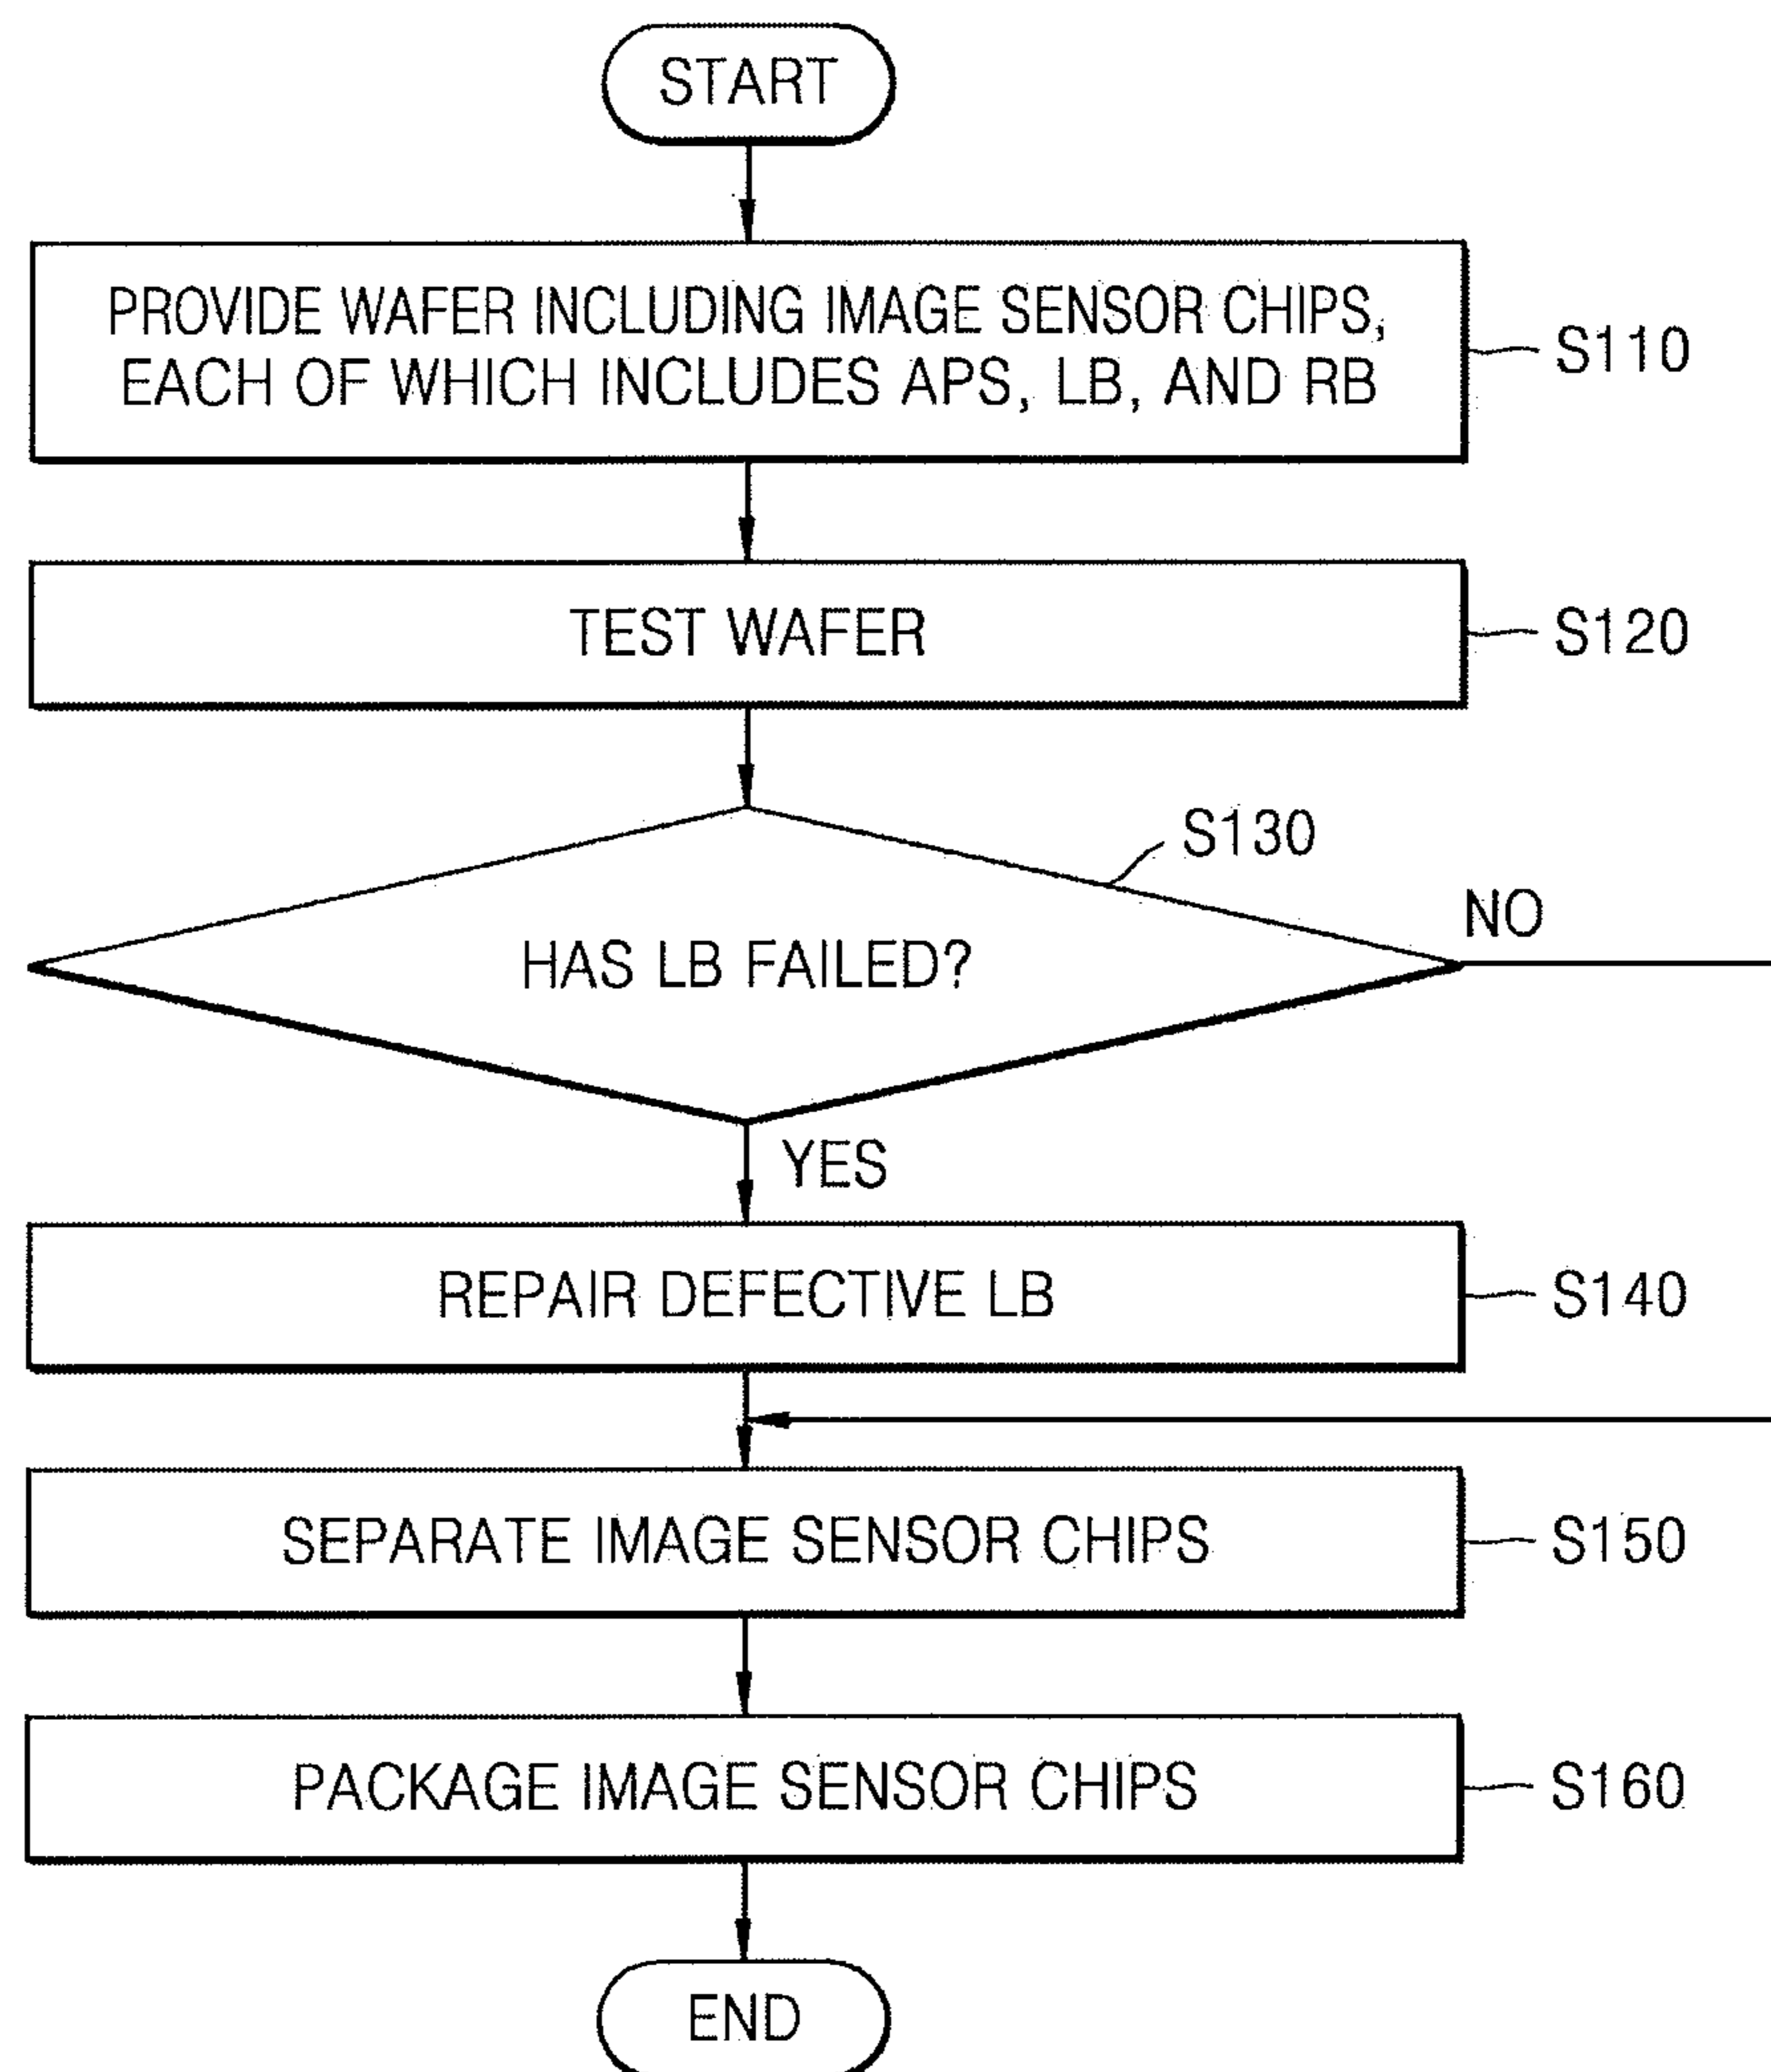 START
PROVIDE WAFER INCLUDING IMAGE SENSOR CHIPS,
EACH OF WHICH INCLUDES APS, LB, AND RB
S110
TEST WAFER
S120
S130
HAS LB FAILED?
NO
YES
REPAIR DEFECTIVE LB
S140
SEPARATE IMAGE SENSOR CHIPS
S150
PACKAGE IMAGE SENSOR CHIPS
S160
END